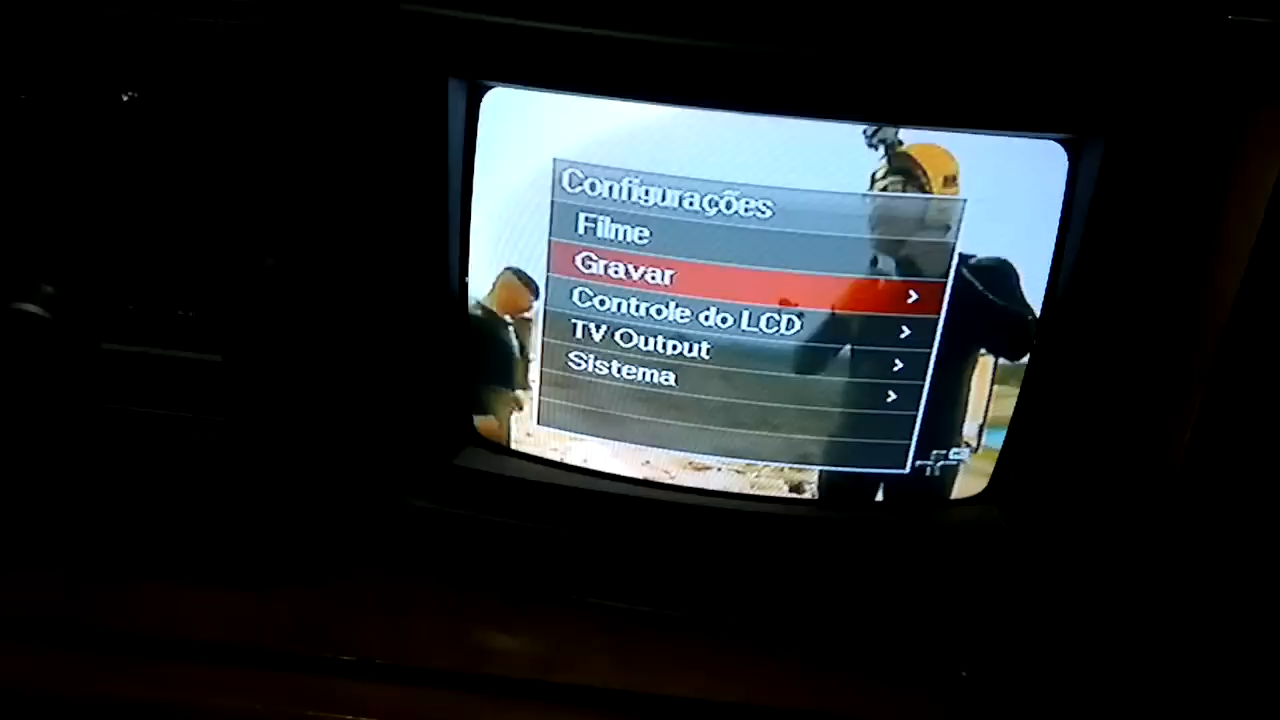 Configurações
Filme
Gravar
Controle do LCD
TV Output
Sistema